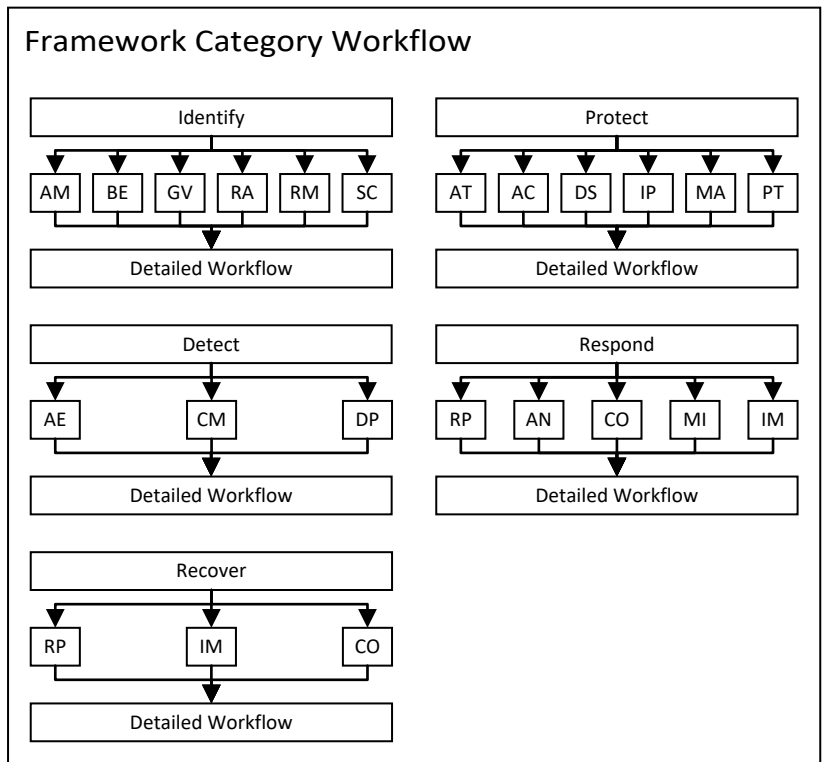 Framework Category Workflow
Identify
AM BE GV RA RM SC
Detailed Workflow
Protect
AT AC DS IP MA PT
Detailed Workflow
Detect
AE CM DP
Detailed Workflow
Respond
RP AN CO MI IM
Detailed Workflow
Recover
RP IM CO
Detailed Workflow